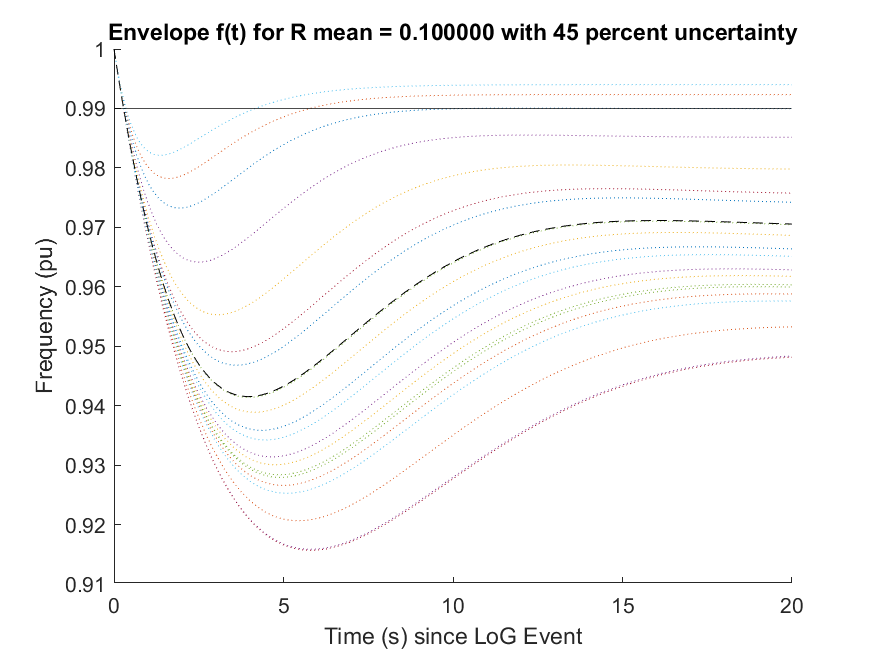 Envelope f(t) for R mean = 0.100000 with 45 percent uncertainty
1
0.99
0.98
0.97
0.96
0.95
0.94
0.93
0.92
0.91
Frequency (pu)
0 5 10 15 20
Time (s) since LoG Event